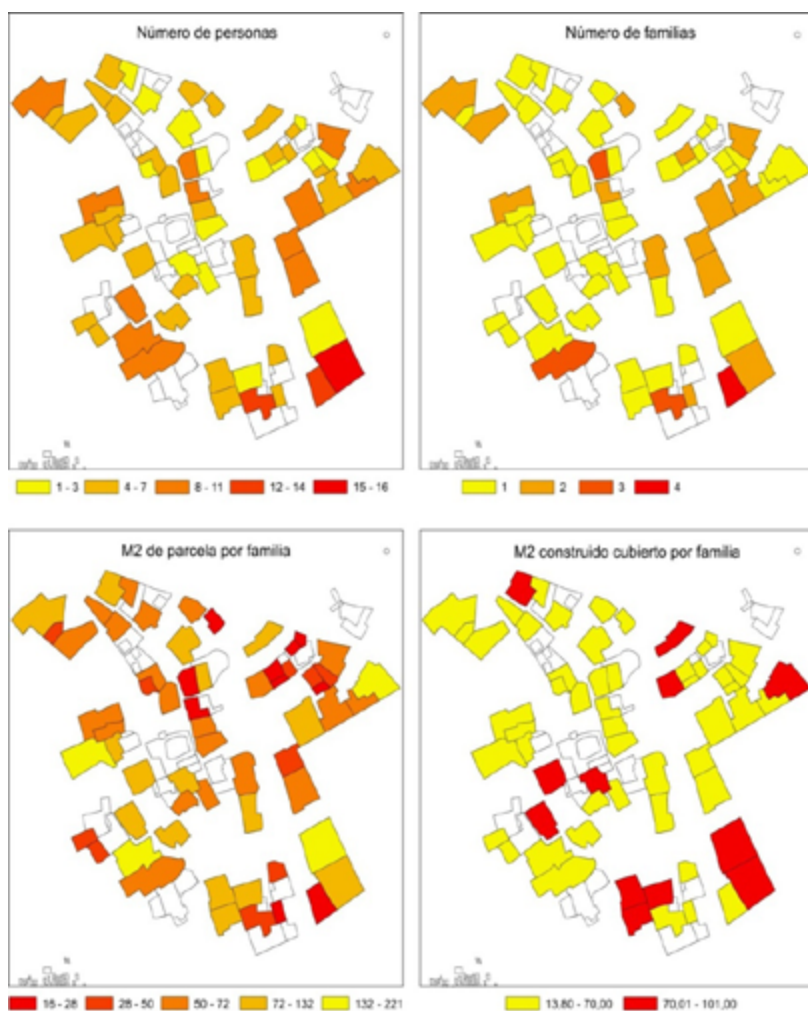 Número de personas
Número de familias
1 - 3
4 - 7
8 - 11
12 - 14
15 - 16
1
2
3
4
M2 de parcela por familia
M2 construido cubierto por familia
16 - 28
28 - 50
50 - 72
72 - 132
132 - 221
13,80 - 70,00
70,01 - 101,00